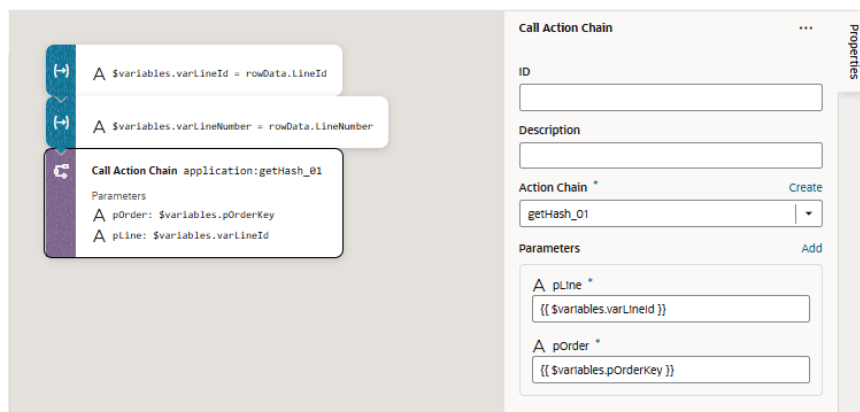 A $variables.varLineId = rowData.LineId
A $variables.varLineNumber = rowData.LineNumber
Call Action Chain application:getHash_01
Parameters
A pOrder: $variables.pOrderKey
A pLine: $variables.varLineId
Call Action Chain ...
Properties
ID
Description
Action Chain * Create
getHash_01
Parameters Add
A pLine *
{{ $variables.varLineId }}
A pOrder *
{{ $variables.pOrderKey }}